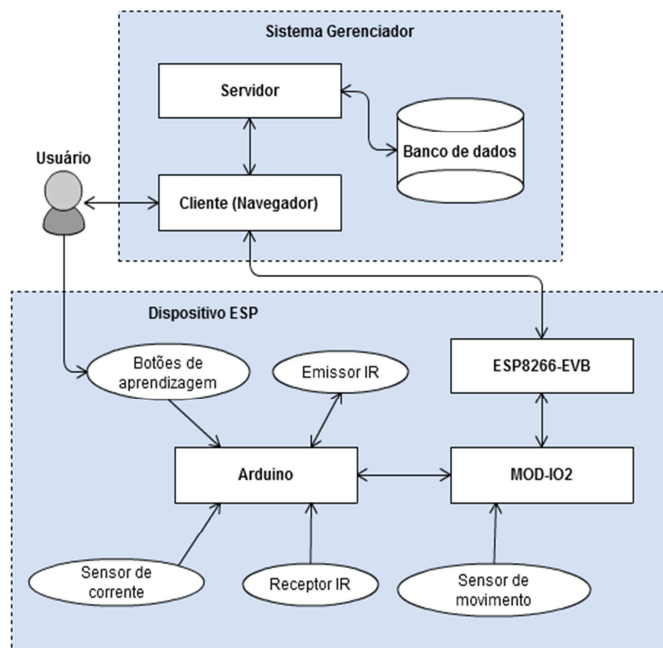 Sistema Gerenciador
Servidor
Banco de dados
Usuário
Cliente (Navegador)
Dispositivo ESP
Botões de
aprendizagem
Emissor IR
ESP8266-EVB
Arduino
MOD-IO2
Sensor de
corrente
Receptor IR
Sensor de
movimento